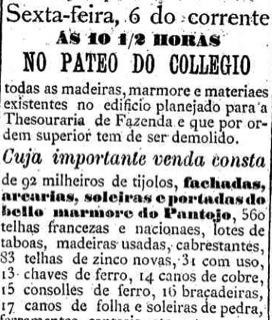 Sexta-feira, 6 do corrente
ÁS 10 1/2 HORAS
NO PATEO DO COLLEGIO
todas as madeiras, marmore e materiaes
existentes no edificio planejado para a
Thesouraria de Fazenda e que por or-
dem superior tem de ser demolido.
Cuja importante venda consta
de 92 milheiros de tijolos, fachadas,
arcarias, soleiras e portadas do
bello marmore do Pantojo, 560
telhas francezas e nacionaes, lotes de
taboas, madeiras usadas, cabrestantes,
83 telhas de zinco novas, 31 com uso,
13 chaves de ferro, 14 canos de cobre,
15 consolles de ferro, 16 braçadeiras,
17 canos de folha e soleiras de pedra,